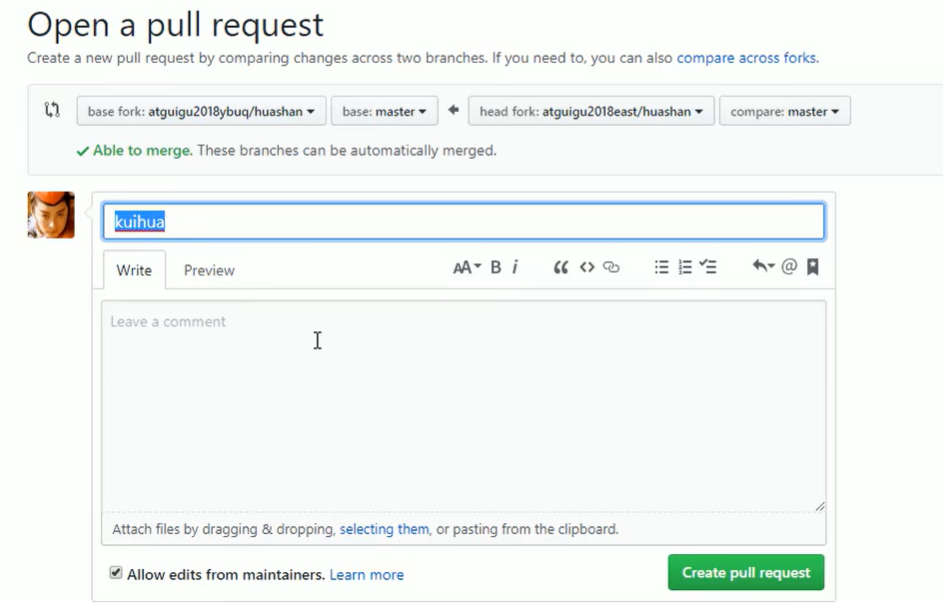 Open a pull request
Create a new pull request by comparing changes across two branches. If you need to, you can also compare across forks.
base fork: atguigu2018ybuq/huashan base: master head fork: atguigu2018east/huashan compare: master
Able to merge. These branches can be automatically merged.
kuihua
Write Preview AA B i @
Leave a comment
Attach files by dragging & dropping, selecting them, or pasting from the clipboard.
Allow edits from maintainers. Learn more Create pull request